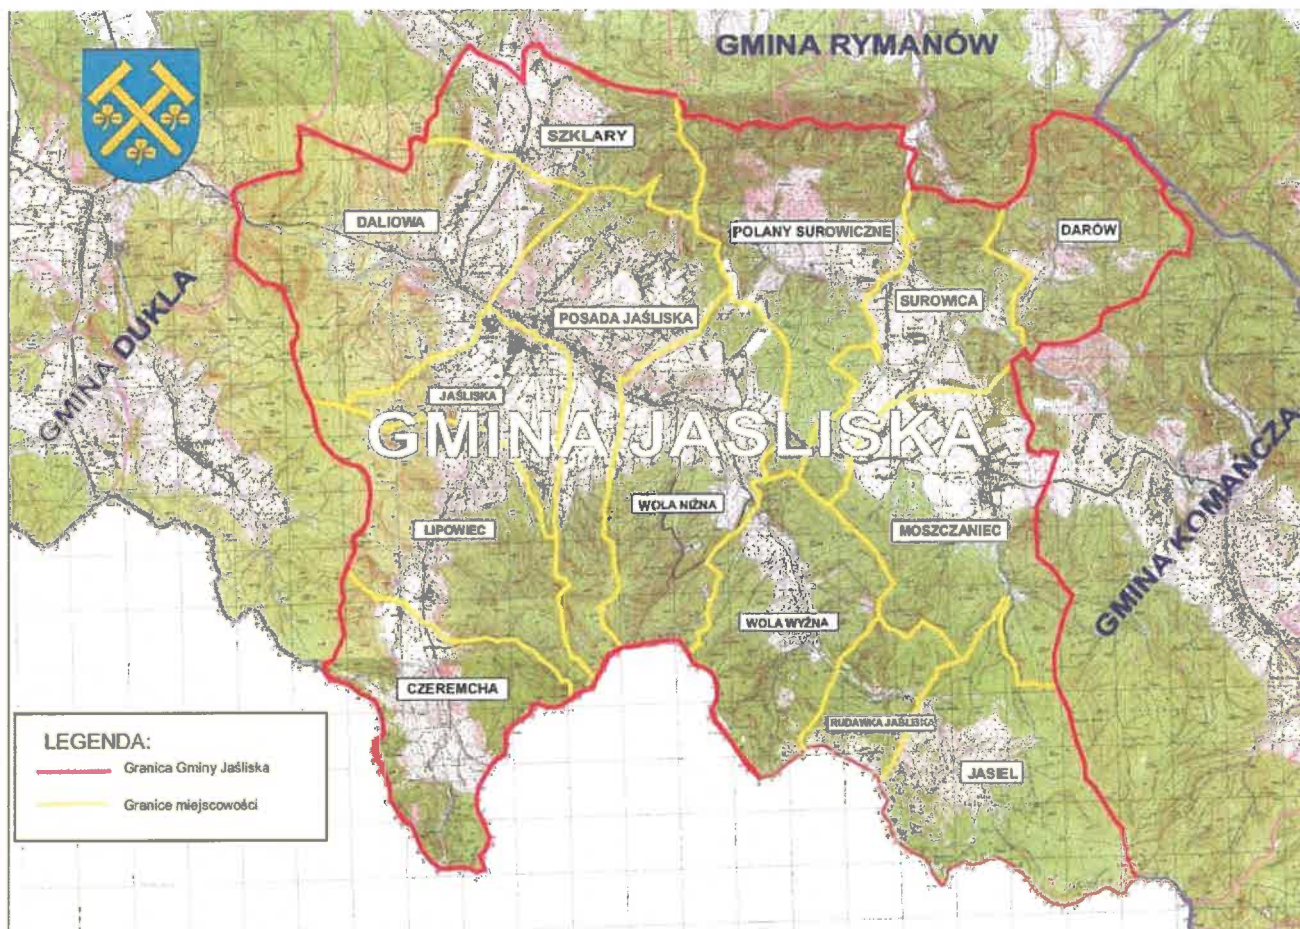 GMINA RYMANÓW
SZKLARY
DALIOWA
POLANY SUROWICZNE
DARÓW
SUROWICA
POSADA JAŚLISKA
GMINA DUKLA
JAŚLISKA
GMINA JAŚLISKA
WOLA NIŻNA
LIPOWIEC
MOSZCZANIEC
GMINA KOMAŃCZA
WOLA WYŻNA
CZEREMCHA
RUDAWKA JAŚLISKA
JASIEL
LEGENDA:
Granica Gminy Jaśliska
Granice miejscowości